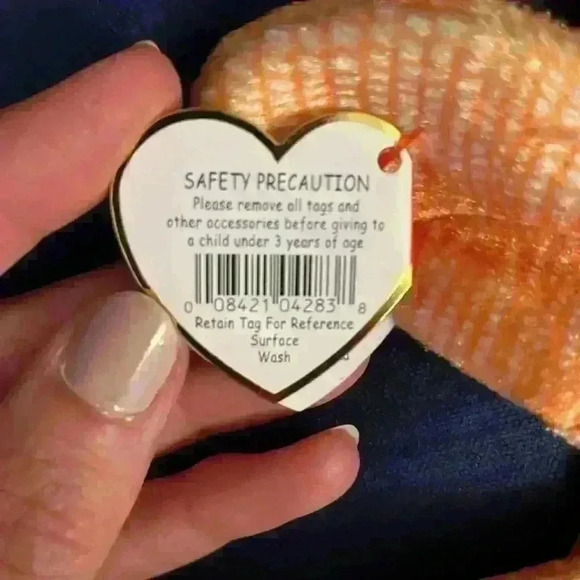 SAFETY PRECAUTION
Please remove all tags and
other accessories before giving to
a child under 3 years of age
0 08421 04283 8
Retain Tag For Reference
Surface
Wash